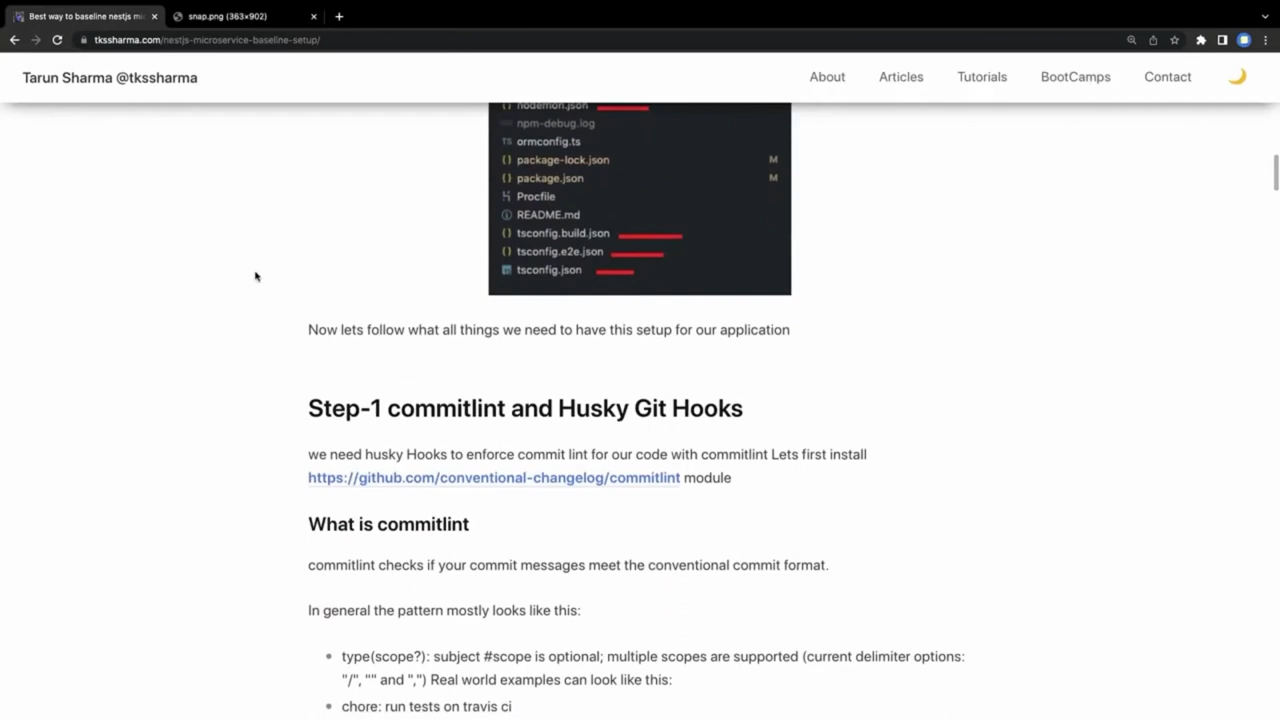 Best way to baseline nestjs mi
snap.png (363×902)
tkssharma.com/nestjs-microservice-baseline-setup/
Tarun Sharma @tkssharma
About
Articles
Tutorials
BootCamps
Contact
nodemon.json
npm-debug.log
ormconfig.ts
package-lock.json M
package.json M
Procfile
README.md
tsconfig.build.json
tsconfig.e2e.json
tsconfig.json
Now lets follow what all things we need to have this setup for our application
Step-1 commitlint and Husky Git Hooks
we need husky Hooks to enforce commit lint for our code with commitlint Lets first install
https://github.com/conventional-changelog/commitlint module
What is commitlint
commitlint checks if your commit messages meet the conventional commit format.
In general the pattern mostly looks like this:
type(scope?): subject #scope is optional; multiple scopes are supported (current delimiter options:
"/", "" and ",") Real world examples can look like this:
chore: run tests on travis ci